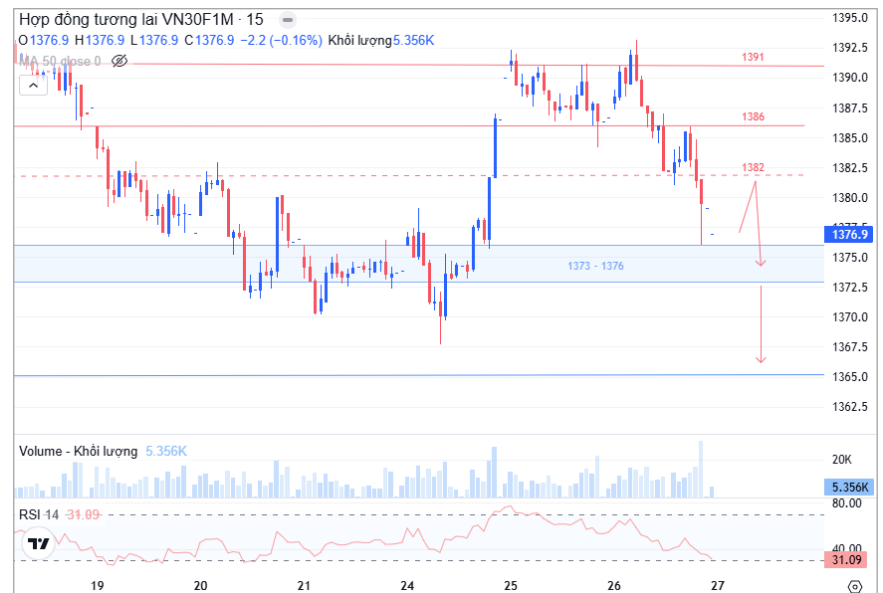 Hợp đồng tương lai VN30F1M · 15
O1376.9 H1376.9 L1376.9 C1376.9 −2.2 (−0.16%) Khối lượng5.356K
MA 50 close 0
1395.0
1392.5
1390.0
1387.5
1385.0
1382.5
1380.0
1377.5
1376.9
1375.0
1372.5
1370.0
1367.5
1365.0
1362.5
1391
1386
1382
1373 - 1376
Volume - Khối lượng 5.356K
20K
5.356K
RSI 14 31.09
80.00
40.00
31.09
19 20 21 24 25 26 27